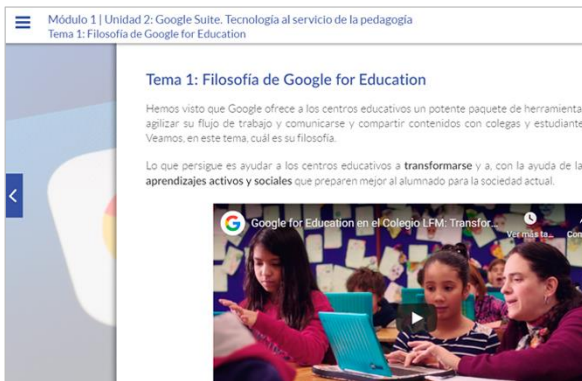 Módulo 1 | Unidad 2: Google Suite. Tecnología al servicio de la pedagogía
Tema 1: Filosofía de Google for Education
Tema 1: Filosofía de Google for Education
Hemos visto que Google ofrece a los centros educativos un potente paquete de herramienta
agilizar su flujo de trabajo y comunicarse y compartir contenidos con colegas y estudiante
Veamos, en este tema, cuál es su filosofía.
Lo que persigue es ayudar a los centros educativos a transformarse y a, con la ayuda de la
aprendizajes activos y sociales que preparen mejor al alumnado para la sociedad actual.
Google for Education en el Colegio LFM: Transfor...
Ver más ta... Com